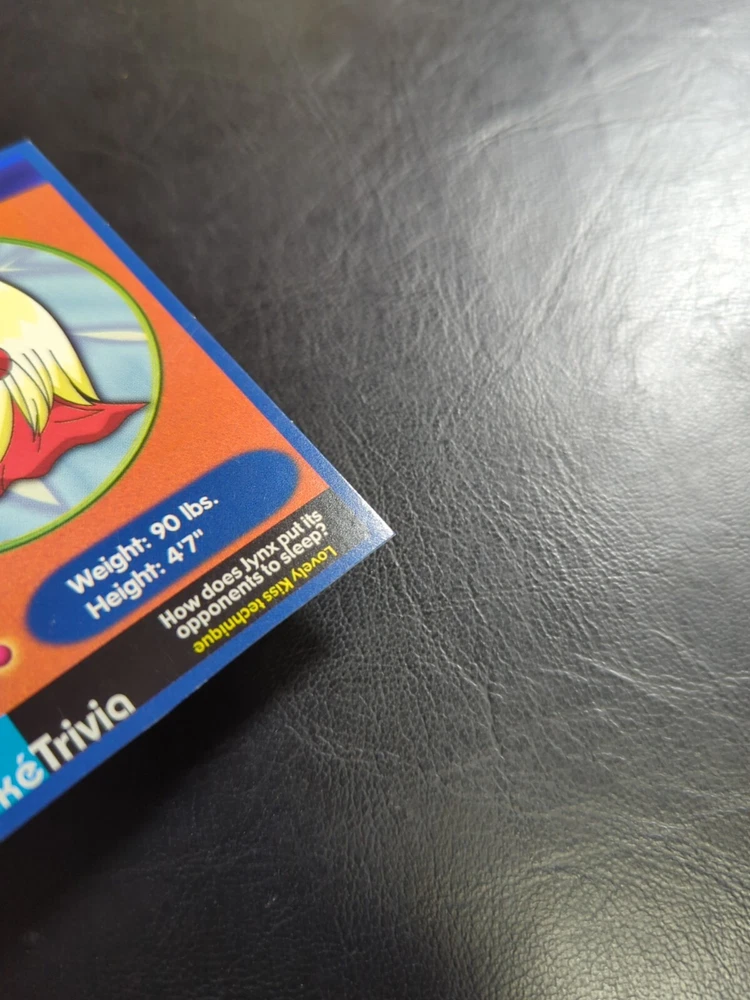 Weight: 90 lbs.
Height: 4'7"
How does Jynx put its
opponents to sleep?
Lovely Kiss technique
kéTrivia